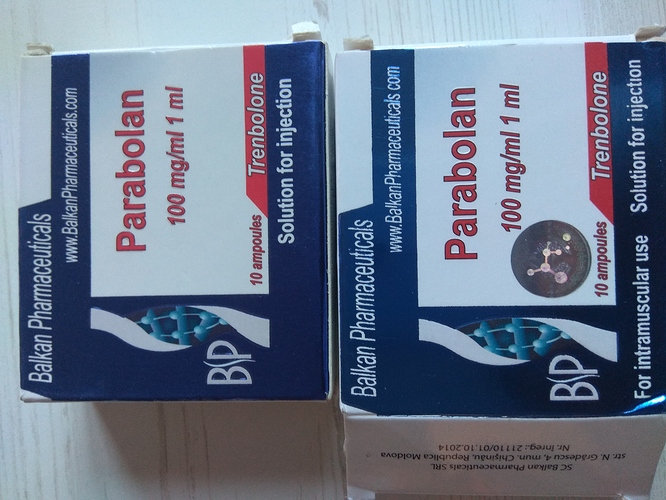 Balkan Pharmaceuticals
www.BalkanPharmaceuticals.com
Parabolan
100 mg/ml 1 ml
Trenbolone
10 ampoules
Solution for injection
BP
Balkan Pharmaceuticals
www.BalkanPharmaceuticals.com
Parabolan
100 mg/ml 1 ml
Trenbolone
10 ampoules
For intramuscular use Solution for injection
BP
SC Balkan Pharmaceuticals SRL
str. N. Grădescu 4, mun. Chişinău, Republica Moldova
Nr. înreg.: 21110/01.10.2014